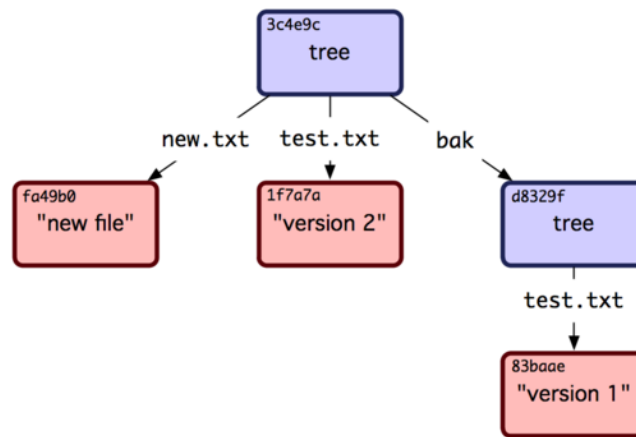 3c4e9c
tree
new.txt
test.txt
bak
fa49b0
"new file"
1f7a7a
"version 2"
d8329f
tree
test.txt
83baae
"version 1"